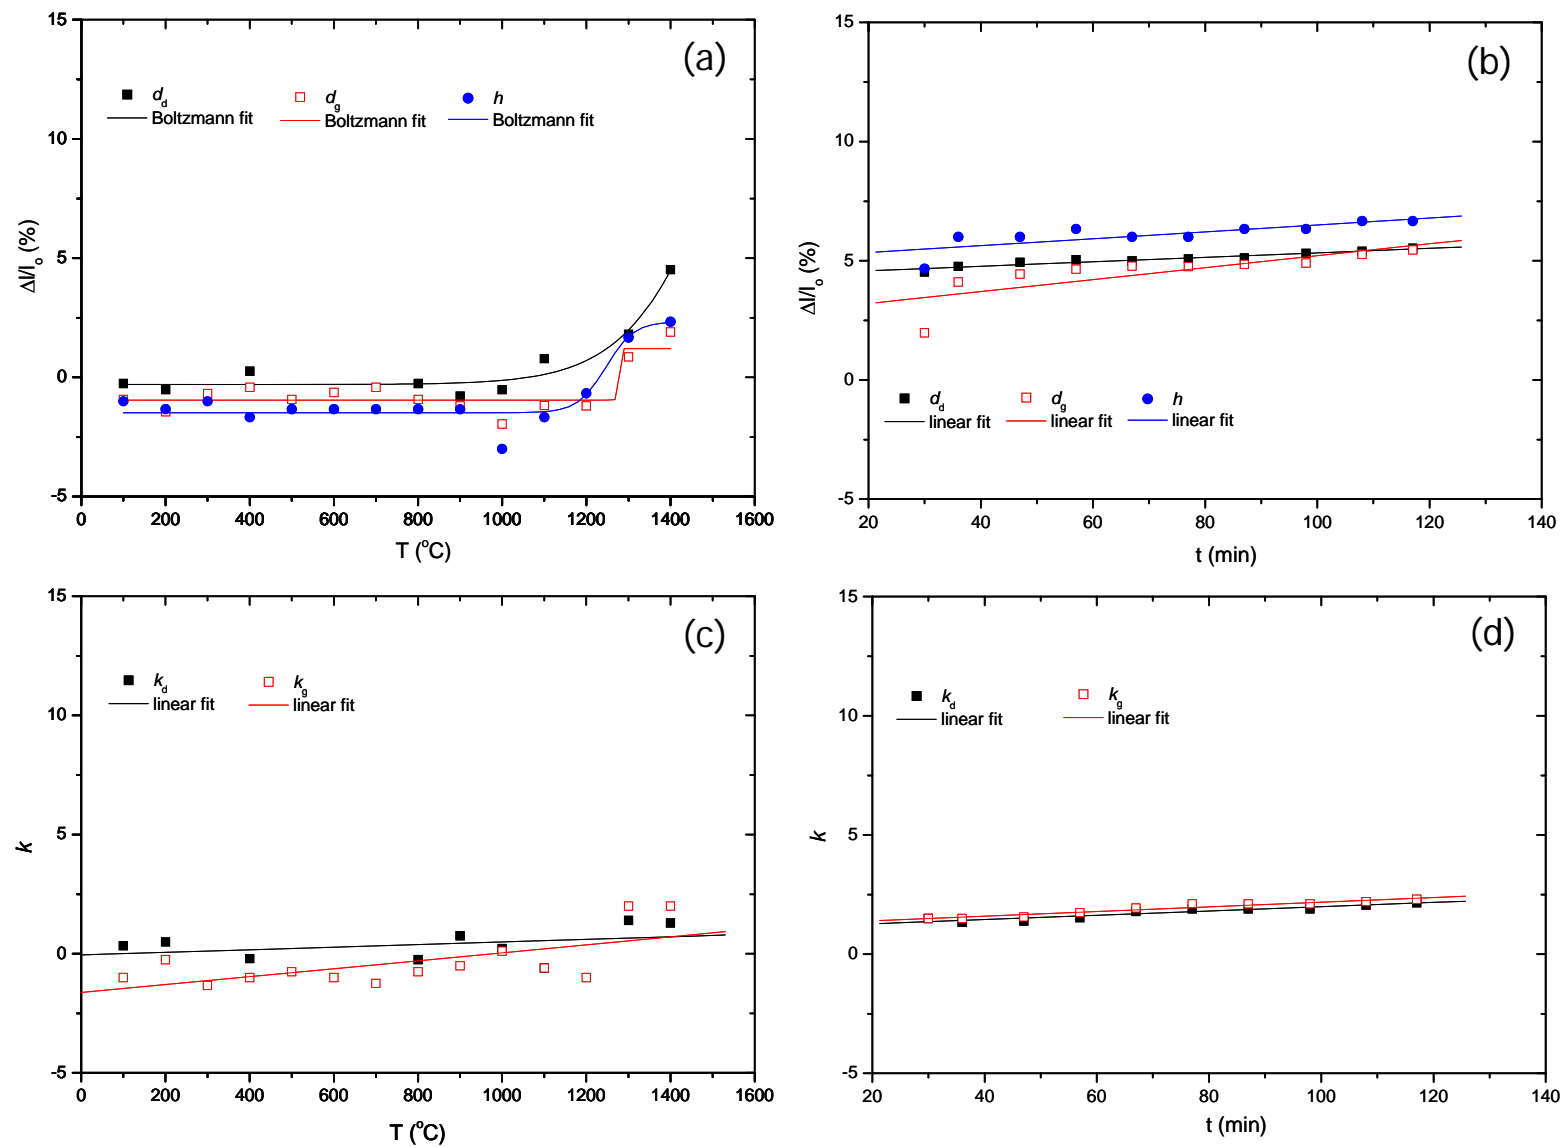 (a)
15
10
5
0
-5
d_d
Boltzmann fit
d_g
Boltzmann fit
h
Boltzmann fit
Δl/l_o (%)
0 200 400 600 800 1000 1200 1400 1600
T (°C)
(b)
15
10
5
0
-5
d_d
linear fit
d_g
linear fit
h
linear fit
Δl/l_o (%)
20 40 60 80 100 120 140
t (min)
(c)
15
10
5
0
-5
k_d
linear fit
k_g
linear fit
k
0 200 400 600 800 1000 1200 1400 1600
T (°C)
(d)
15
10
5
0
-5
k_d
linear fit
k_g
linear fit
k
20 40 60 80 100 120 140
t (min)